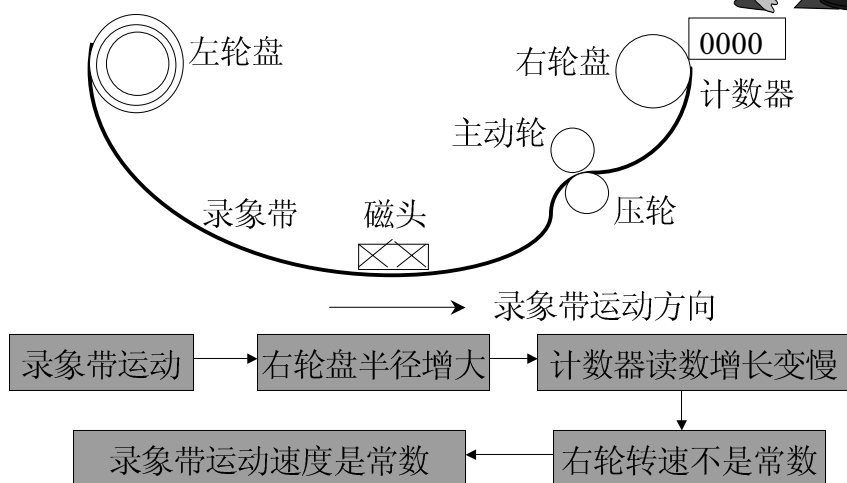 左轮盘
0000
右轮盘
计数器
主动轮
录象带
磁头
压轮
录象带运动方向
录象带运动
右轮盘半径增大
计数器读数增长变慢
录象带运动速度是常数
右轮转速不是常数